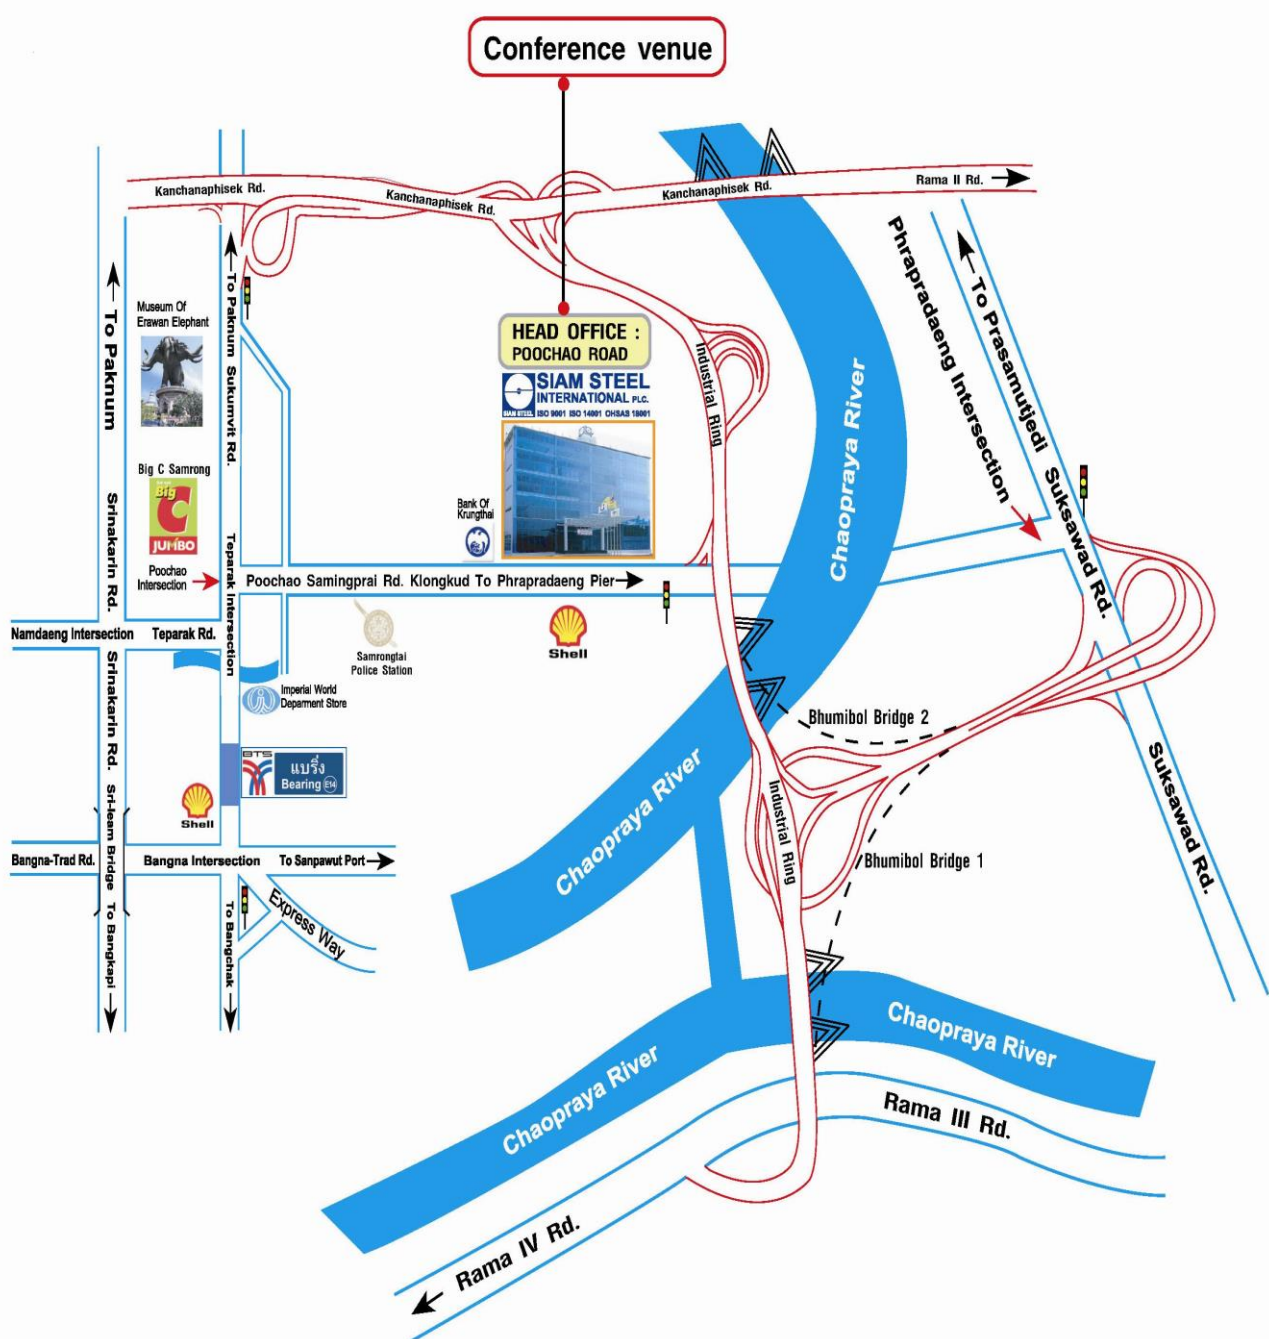 Conference venue
Kanchanaphisek Rd.
Kanchanaphisek Rd.
Kanchanaphisek Rd.
Rama II Rd.
To Paknum
Srinakarin Rd.
To Paknum Sukumvit Rd.
Museum Of
Erawan Elephant
Big C Samrong
Big
C
JUMBO
Poochao
Intersection
Teparak Intersection
HEAD OFFICE :
POOCHAO ROAD
SIAM STEEL
INTERNATIONAL PLC.
SIAM STEEL
ISO 9001 ISO 14001 OHSAS 18001
Bank Of
Krungthai
Industrial Ring
Chaopraya River
Phrapradaeng Intersection
To Prasamutjedi Suksawad Rd.
Poochao Samingprai Rd. Klongkud To Phrapradaeng Pier
Namdaeng Intersection
Teparak Rd.
Samrongtai
Police Station
Shell
Srinakarin Rd. Sri-leam Bridge To Bangkapi
Imperial World
Deparment Store
BTS
แบริ่ง
Bearing E14
Shell
Bhumibol Bridge 2
Suksawad Rd.
Chaopraya River
Industrial Ring
Bhumibol Bridge 1
Bangna-Trad Rd.
Bangna Intersection
To Sanpawut Port
Express Way
To Bangchak
Chaopraya River
Chaopraya River
Rama III Rd.
Rama IV Rd.